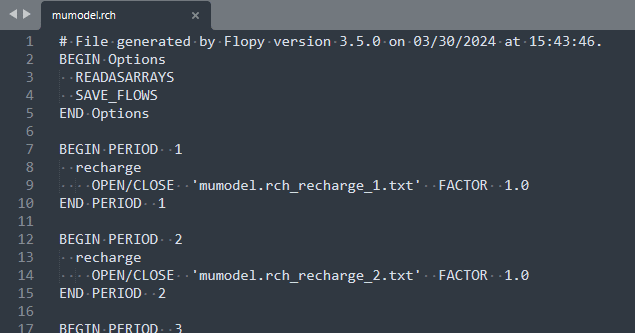 mumodel.rch
1 # File generated by Flopy version 3.5.0 on 03/30/2024 at 15:43:46.
2 BEGIN Options
3   READASARRAYS
4   SAVE_FLOWS
5 END Options
6
7 BEGIN PERIOD  1
8   recharge
9     OPEN/CLOSE  'mumodel.rch_recharge_1.txt'  FACTOR  1.0
10 END PERIOD  1
11
12 BEGIN PERIOD  2
13   recharge
14     OPEN/CLOSE  'mumodel.rch_recharge_2.txt'  FACTOR  1.0
15 END PERIOD  2
16
17 BEGIN PERIOD  3